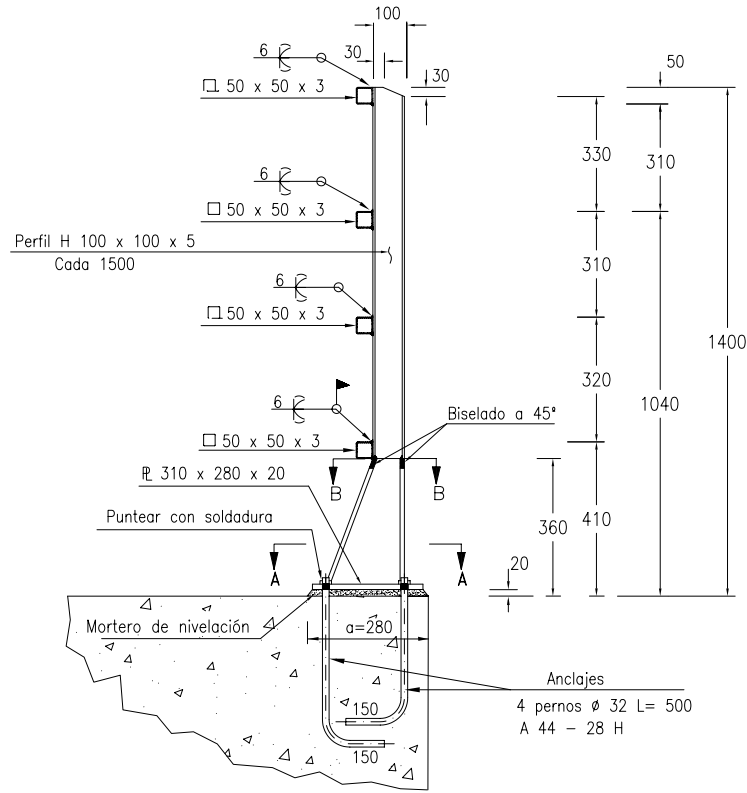 100
6
30
30
50
□ 50 x 50 x 3
330
310
6
□ 50 x 50 x 3
Perfil H 100 x 100 x 5
Cada 1500
310
6
□ 50 x 50 x 3
1400
320
1040
6
Biselado a 45°
□ 50 x 50 x 3
℄ 310 x 280 x 20
B
B
Puntear con soldadura
360
410
20
A
A
Mortero de nivelación
a=280
Anclajes
150
4 pernos ø 32 L= 500
A 44 - 28 H
150